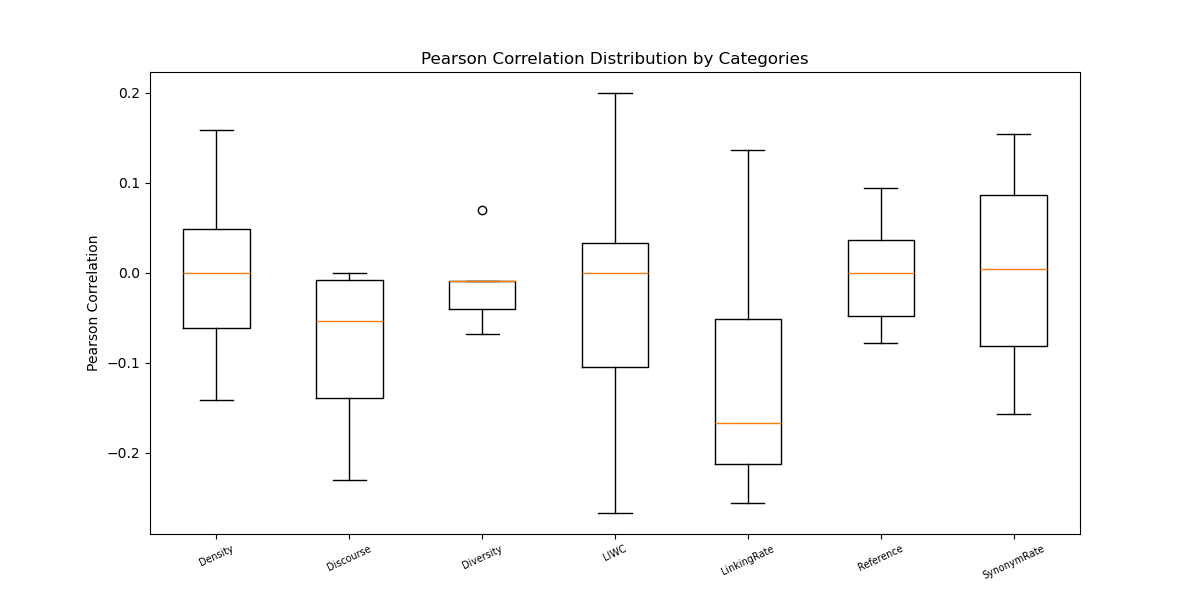 Pearson Correlation Distribution by Categories
Pearson Correlation
0.2
0.1
0.0
−0.1
−0.2
Density
Discourse
Diversity
LIWC
LinkingRate
Reference
SynonymRate